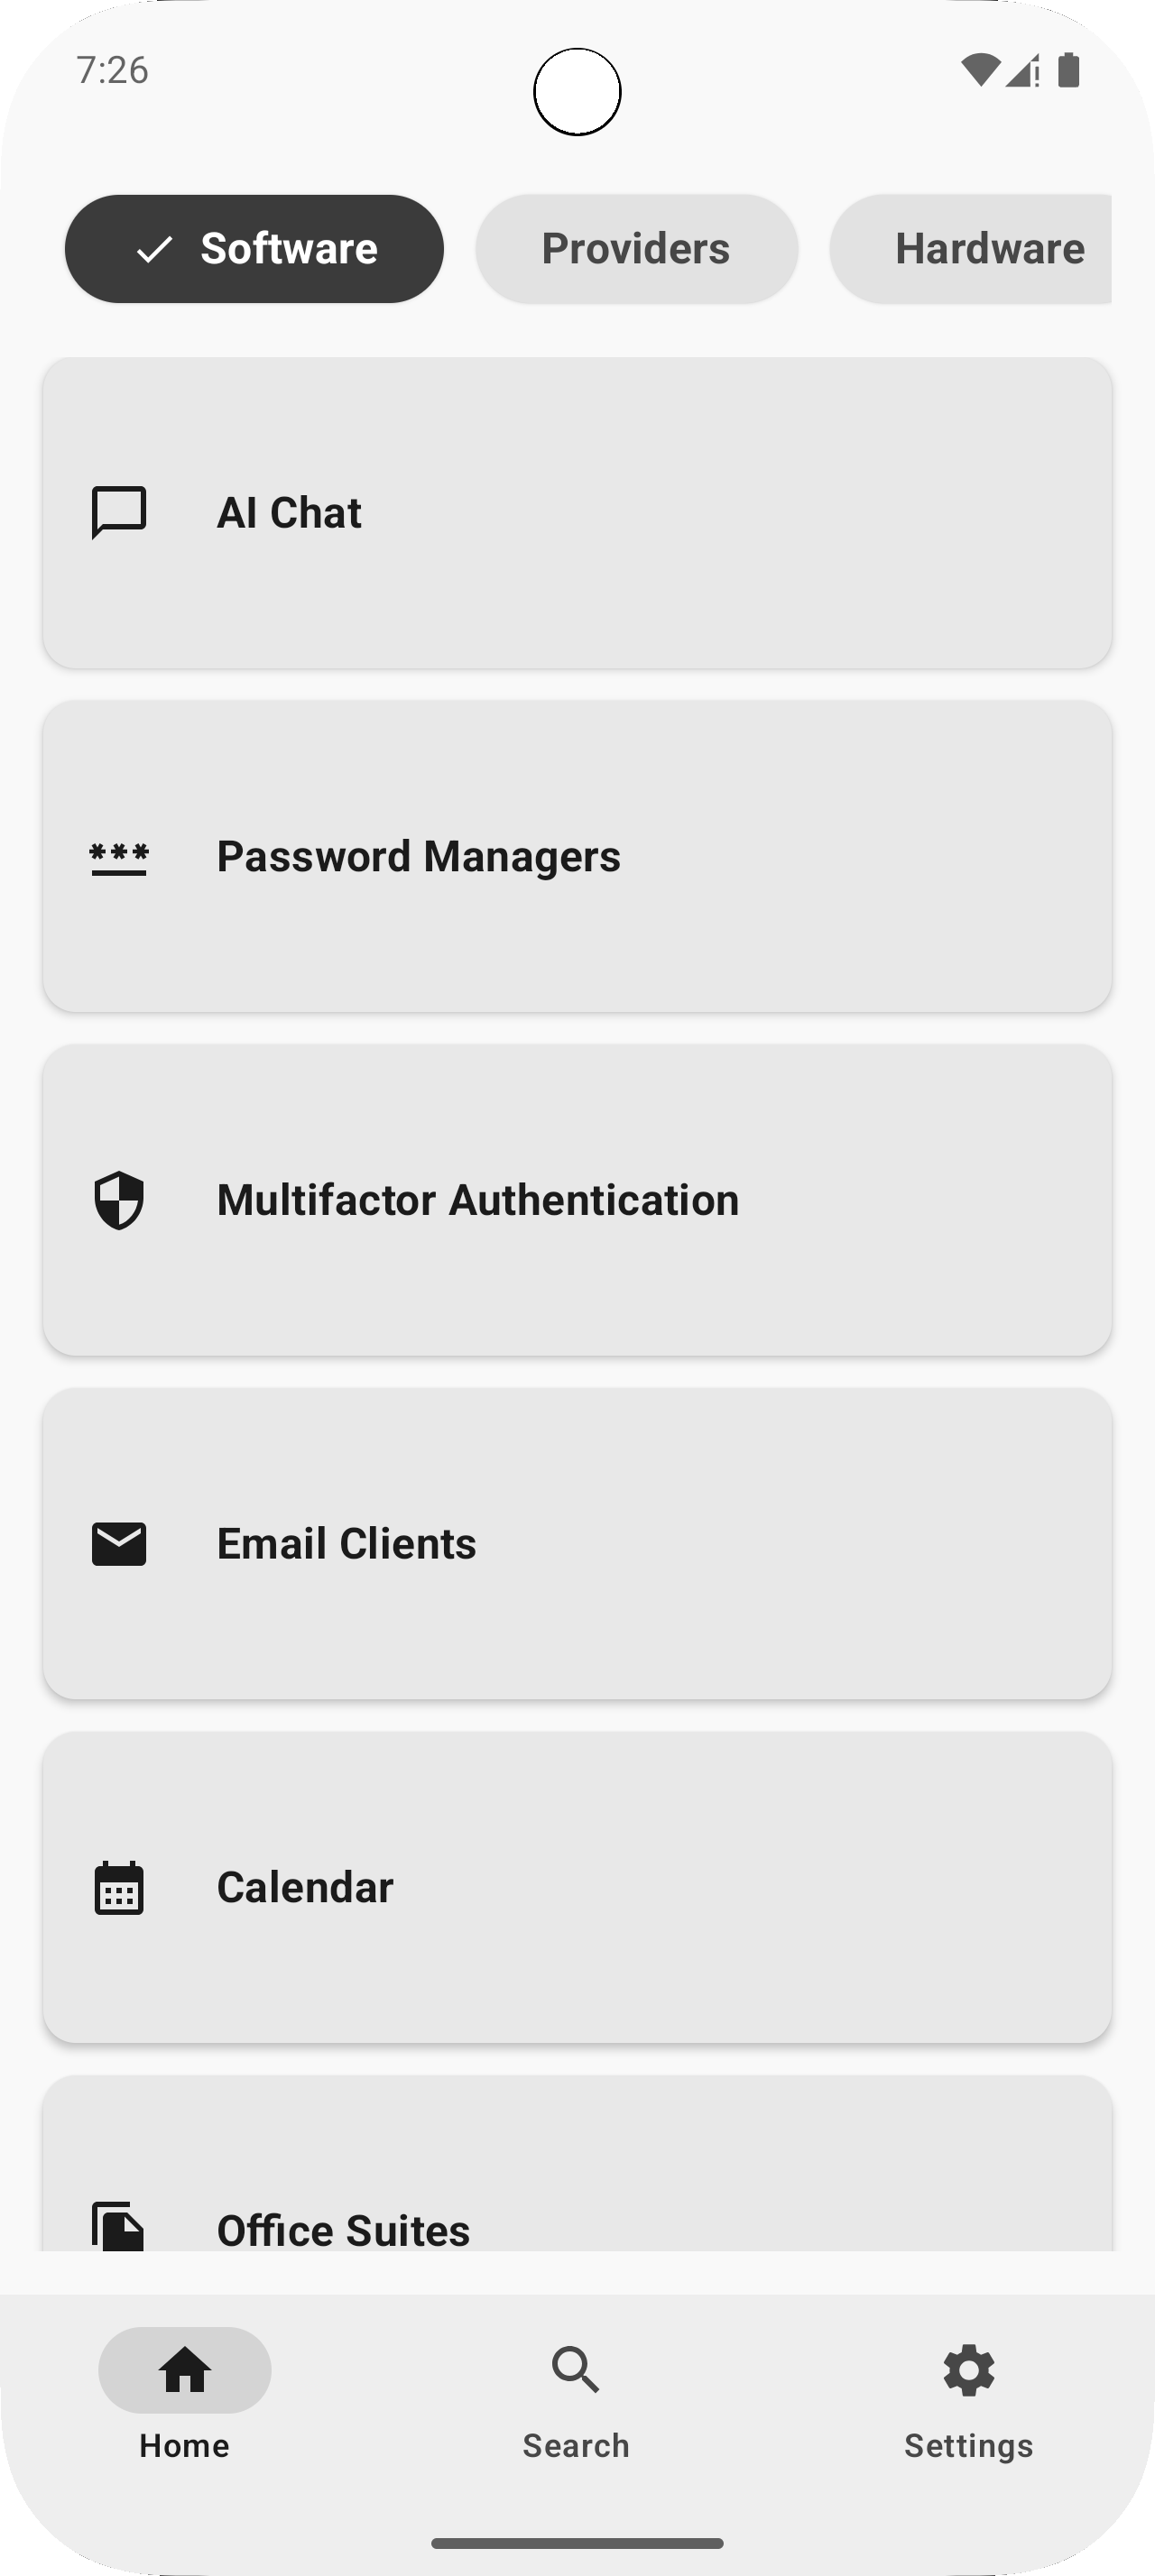 7:26
Software
Providers
Hardware
AI Chat
Password Managers
Multifactor Authentication
Email Clients
Calendar
Office Suites
Home
Search
Settings